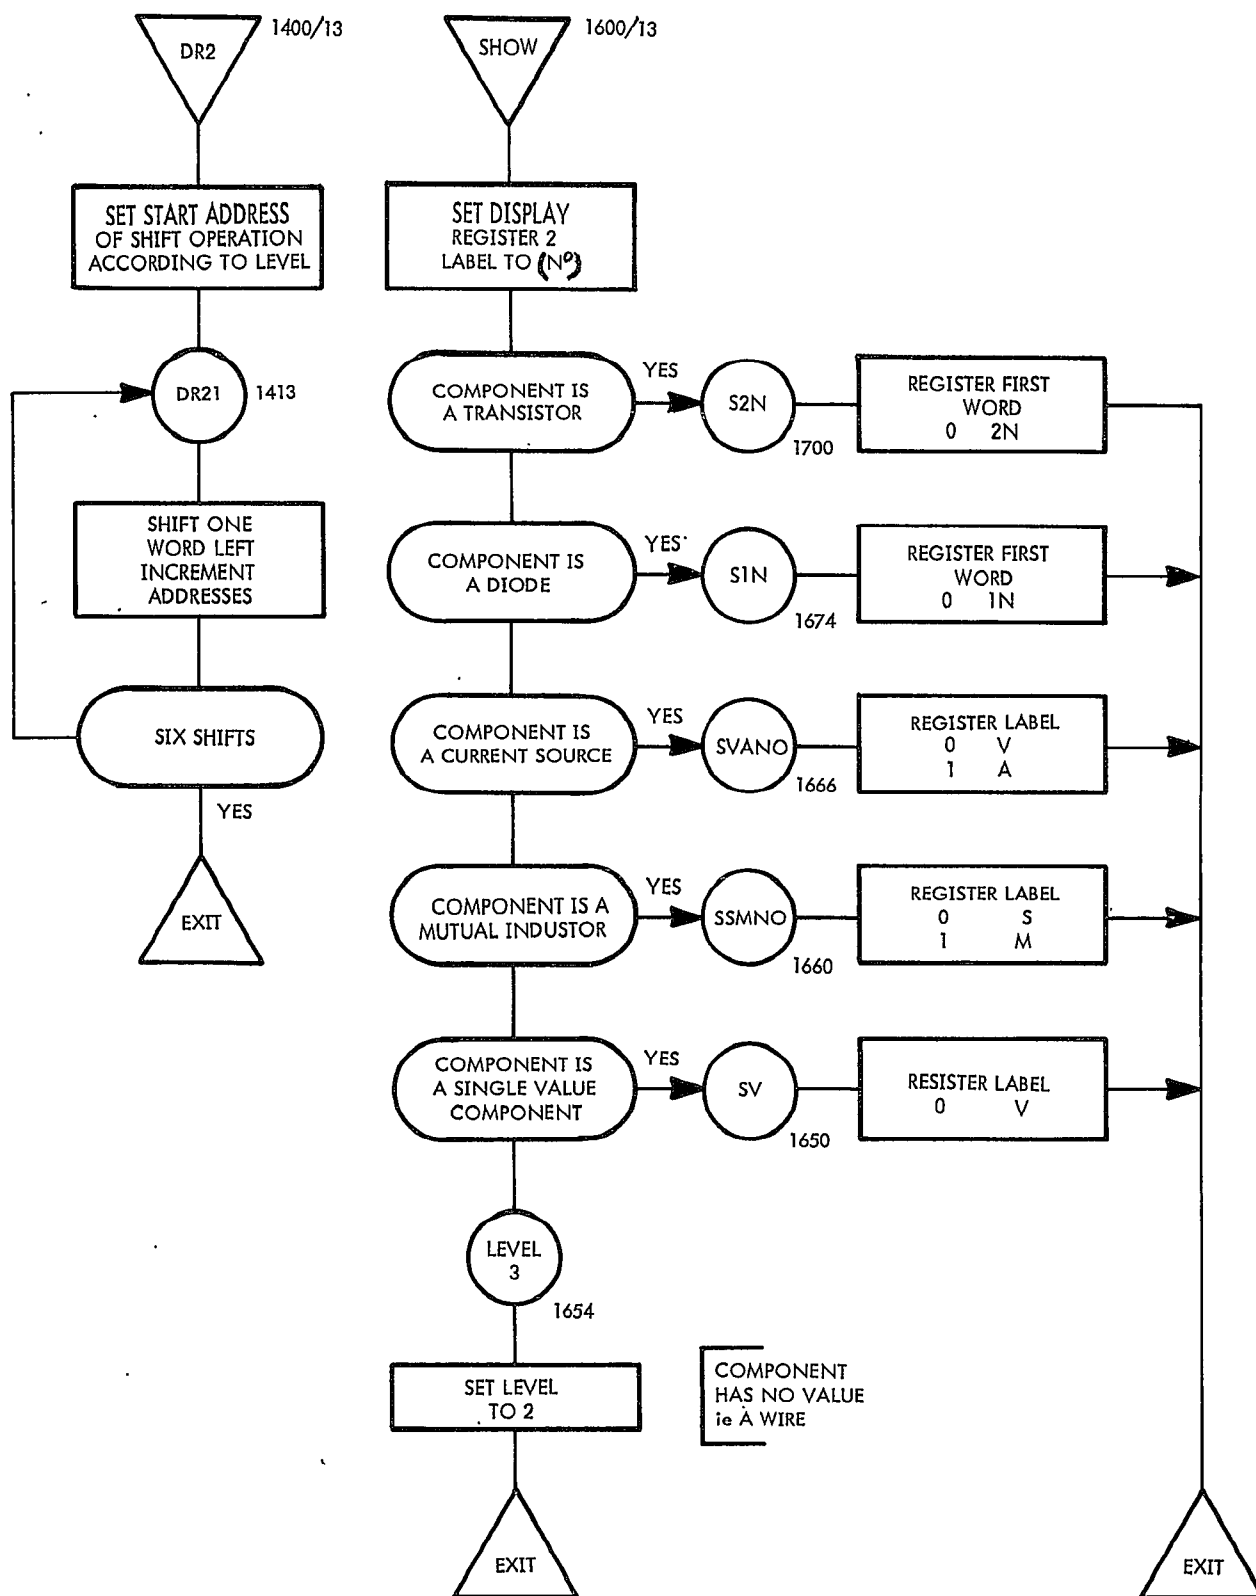 DR2
1400/13
SET START ADDRESS
OF SHIFT OPERATION
ACCORDING TO LEVEL
DR21
1413
SHIFT ONE
WORD LEFT
INCREMENT
ADDRESSES
SIX SHIFTS
YES
EXIT
SHOW
1600/13
SET DISPLAY
REGISTER 2
LABEL TO (Nº)
COMPONENT IS
A TRANSISTOR
YES
S2N
1700
REGISTER FIRST
WORD
0 2N
COMPONENT IS
A DIODE
YES
S1N
1674
REGISTER FIRST
WORD
0 1N
COMPONENT IS
A CURRENT SOURCE
YES
SVANO
1666
REGISTER LABEL
0 V
1 A
COMPONENT IS A
MUTUAL INDUSTOR
YES
SSMNO
1660
REGISTER LABEL
0 S
1 M
COMPONENT IS
A SINGLE VALUE
COMPONENT
YES
SV
1650
RESISTER LABEL
0 V
LEVEL
3
1654
SET LEVEL
TO 2
COMPONENT
HAS NO VALUE
ie A WIRE
EXIT
EXIT